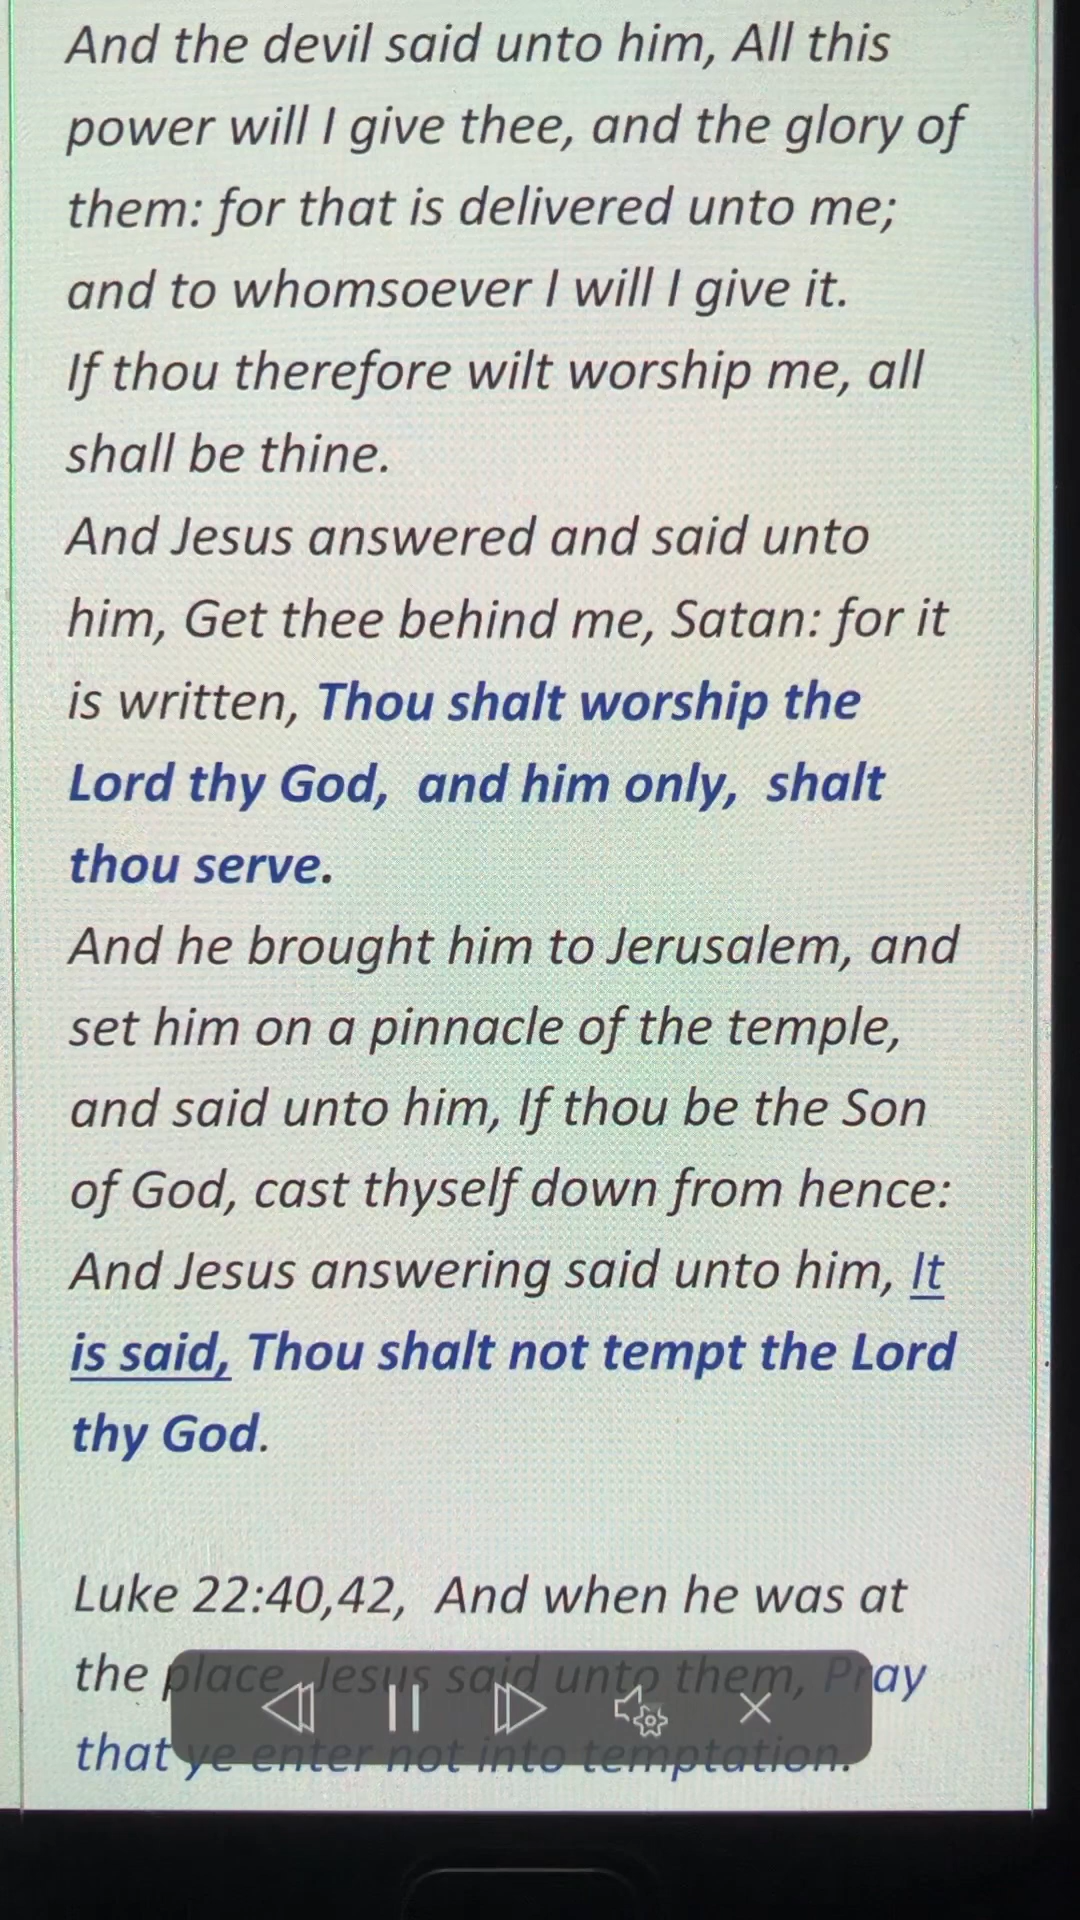 And the devil said unto him, All this
power will I give thee, and the glory of
them: for that is delivered unto me;
and to whomsoever I will I give it.
If thou therefore wilt worship me, all
shall be thine.
And Jesus answered and said unto
him, Get thee behind me, Satan: for it
is written, Thou shalt worship the
Lord thy God,  and him only,  shalt
thou serve.
And he brought him to Jerusalem, and
set him on a pinnacle of the temple,
and said unto him, If thou be the Son
of God, cast thyself down from hence:
And Jesus answering said unto him, It
is said, Thou shalt not tempt the Lord
thy God.
Luke 22:40,42,  And when he was at
the place, Jesus said unto them, Pray
that ye enter not into temptation.